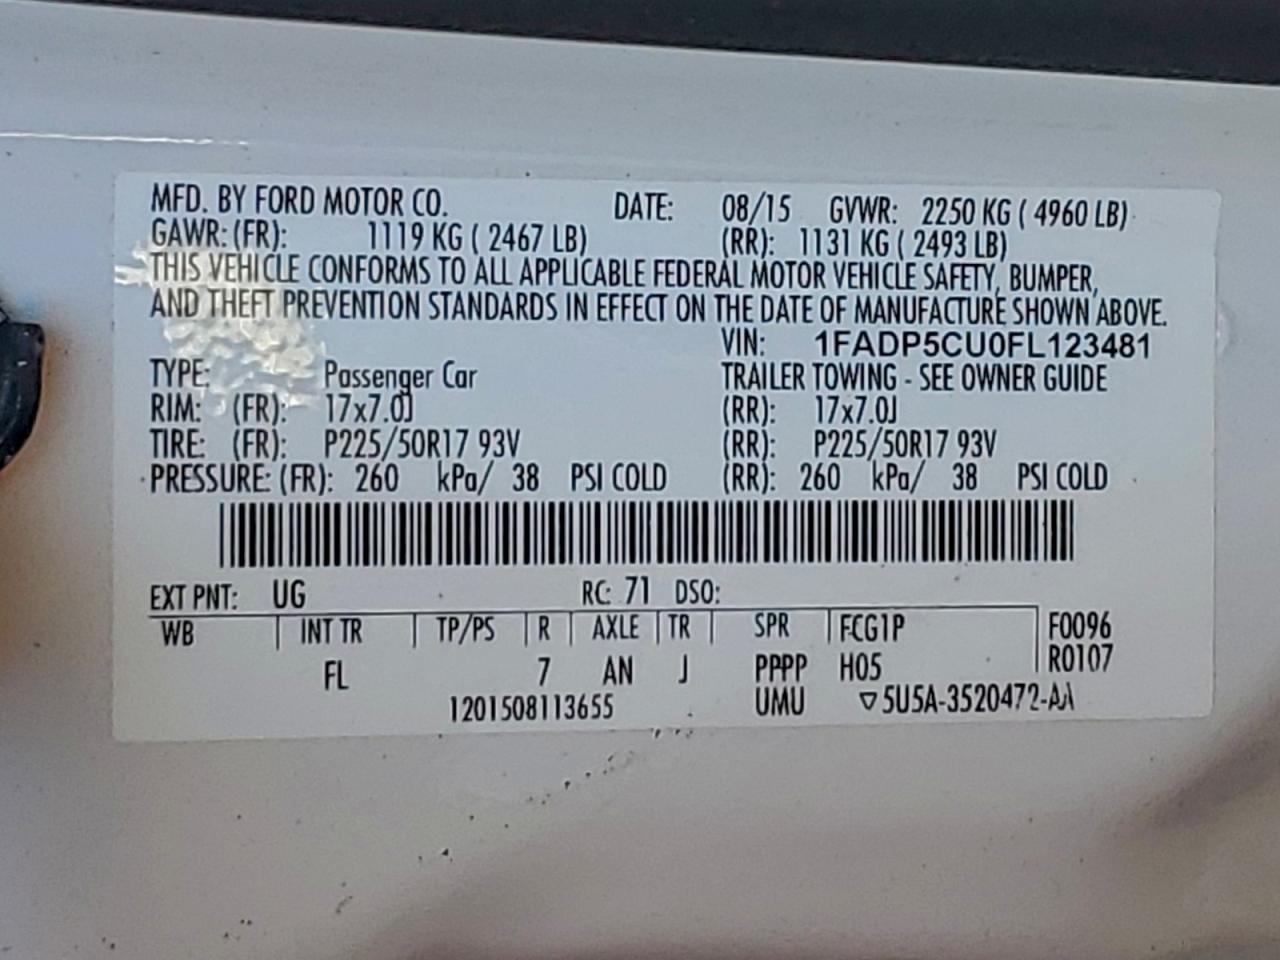 MFD. BY FORD MOTOR CO. DATE: 08/15 GVWR: 2250 KG ( 4960 LB)
GAWR: (FR): 1119 KG ( 2467 LB) (RR): 1131 KG ( 2493 LB)
THIS VEHICLE CONFORMS TO ALL APPLICABLE FEDERAL MOTOR VEHICLE SAFETY, BUMPER,
AND THEFT PREVENTION STANDARDS IN EFFECT ON THE DATE OF MANUFACTURE SHOWN ABOVE.
VIN: 1FADP5CU0FL123481
TYPE: Passenger Car TRAILER TOWING - SEE OWNER GUIDE
RIM: (FR): 17x7.0J (RR): 17x7.0J
TIRE: (FR): P225/50R17 93V (RR): P225/50R17 93V
PRESSURE: (FR): 260 kPa/ 38 PSI COLD (RR): 260 kPa/ 38 PSI COLD
EXT PNT: UG RC: 71 DSO:
WB INT TR TP/PS R AXLE TR SPR FCG1P F0096
FL 7 AN J PPPP H05 R0107
1201508113655 UMU ▽5U5A-3520472-AA